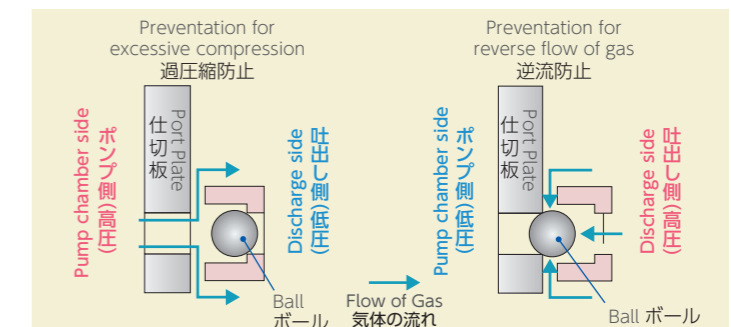 Preventation for
excessive compression
過圧縮防止
Pump chamber side
ポンプ側(高圧)
Port Plate
仕切板
Discharge side
吐出し側(低圧)
Ball
ボール
Flow of Gas
気体の流れ
Preventation for
reverse flow of gas
逆流防止
Pump chamber side
ポンプ側(低圧)
Port Plate
仕切板
Discharge side
吐出し側(高圧)
Ball ボール